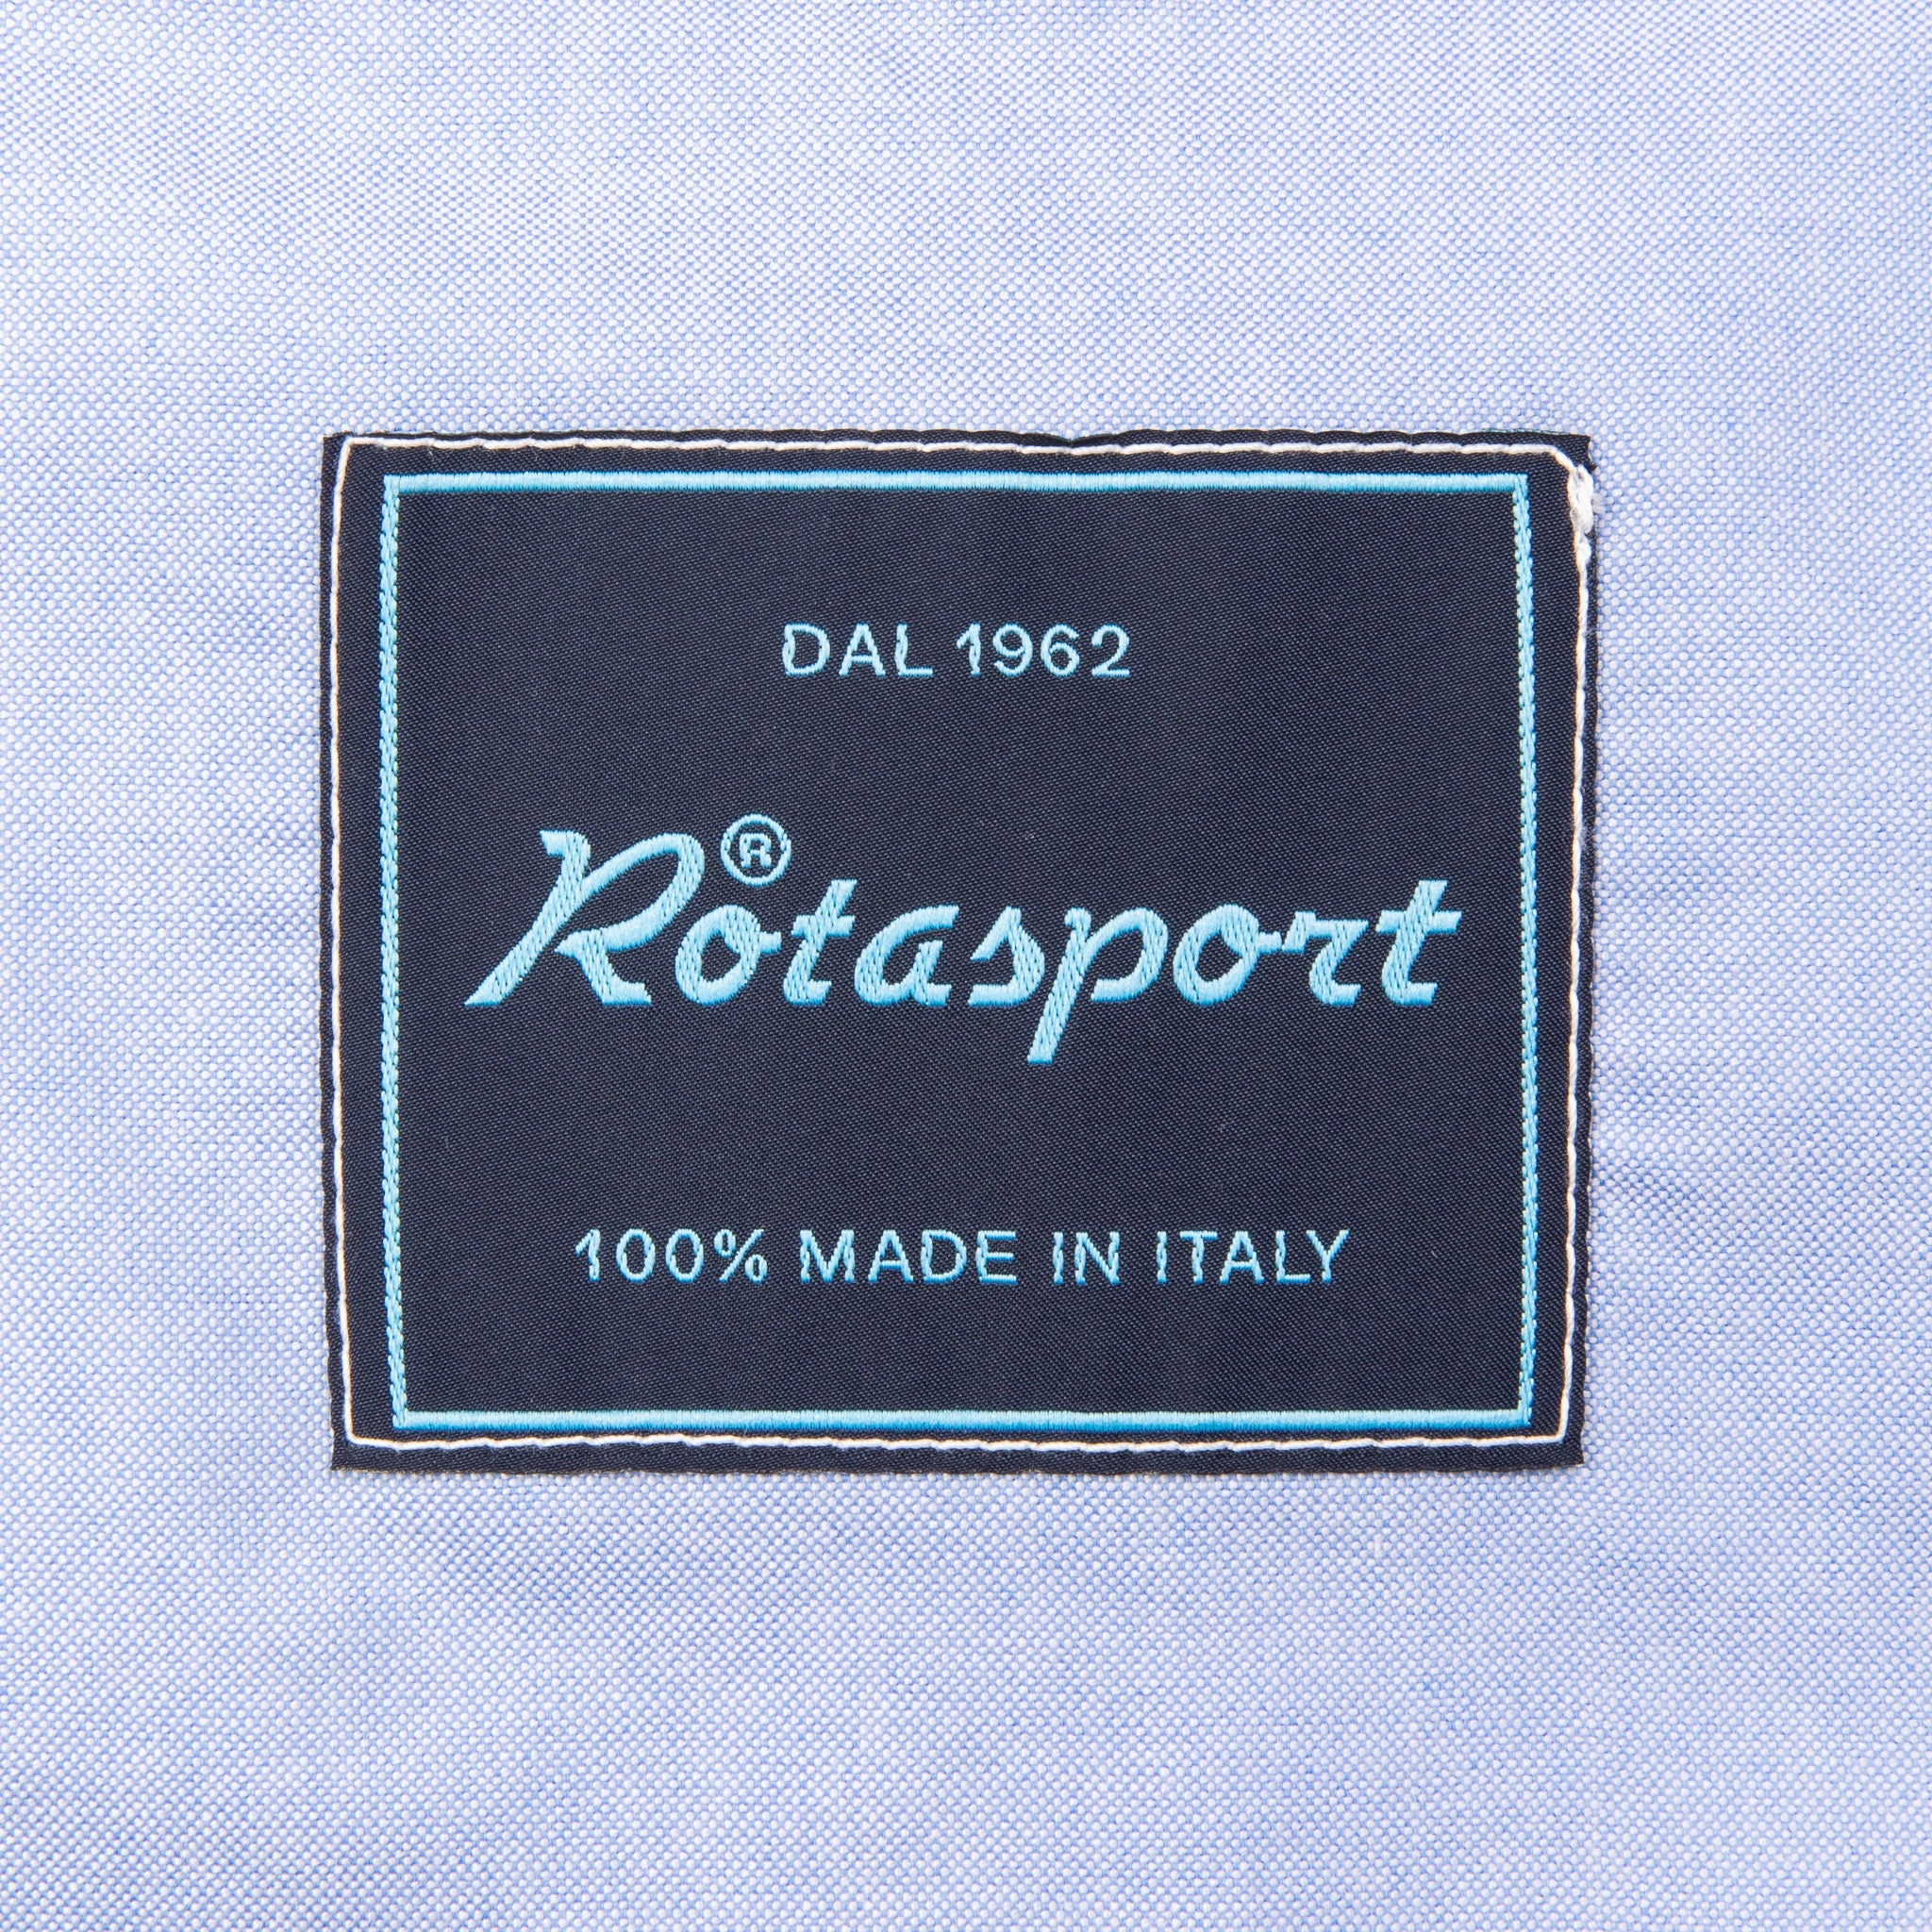 DAL 1962
Rotasport®
100% MADE IN ITALY